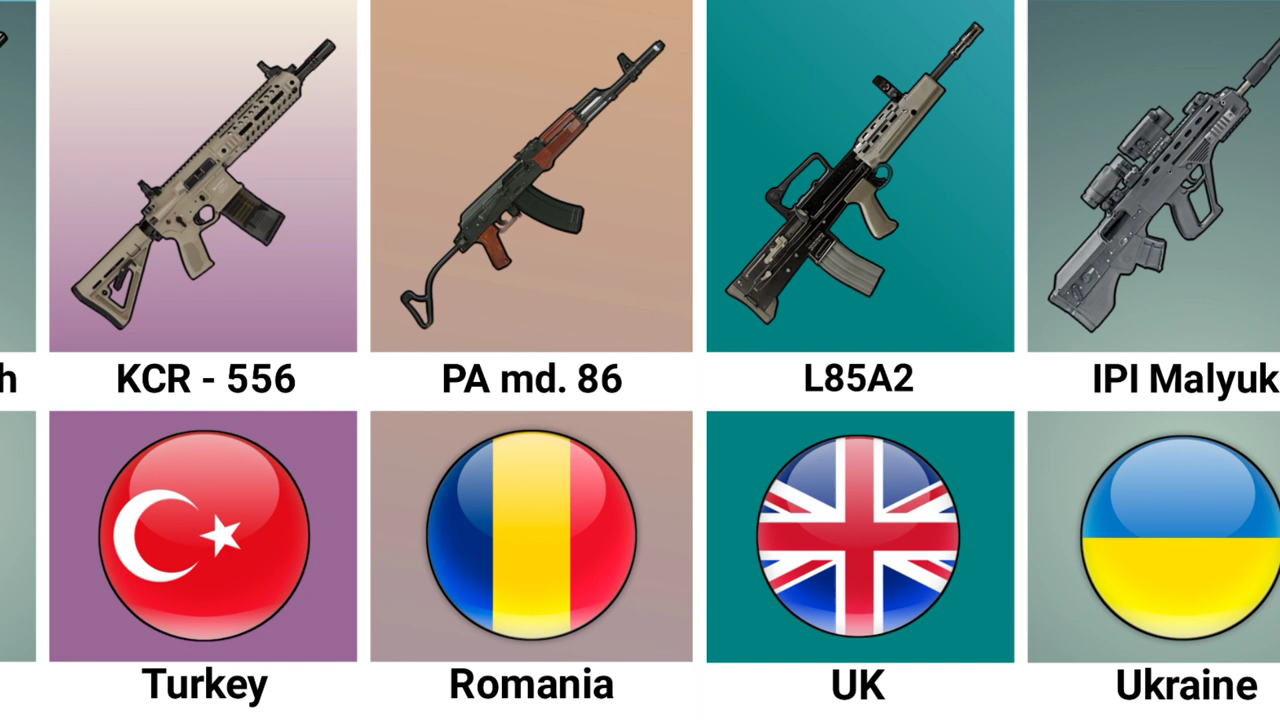 h
KCR - 556
PA md. 86
L85A2
IPI Malyuk
Turkey
Romania
UK
Ukraine